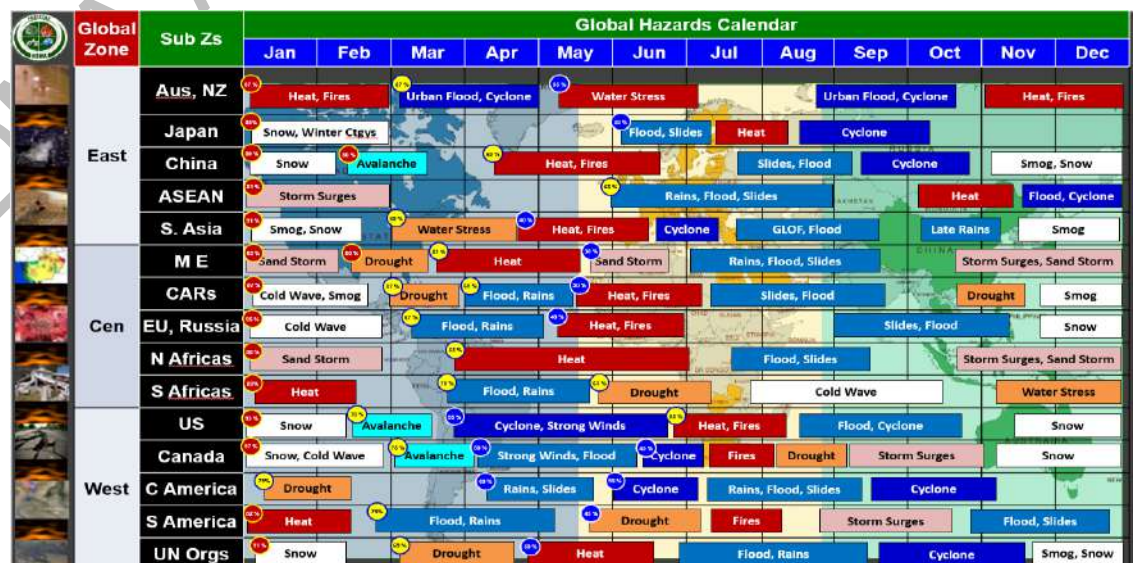 Global Hazards Calendar
Global Zone Sub Zs Jan Feb Mar Apr May Jun Jul Aug Sep Oct Nov Dec
East
Aus, NZ Heat, Fires Urban Flood, Cyclone Water Stress Urban Flood, Cyclone Heat, Fires
Japan Snow, Winter Ctgys Flood, Slides Heat Cyclone
China Snow Avalanche Heat, Fires Slides, Flood Cyclone Smog, Snow
ASEAN Storm Surges Rains, Flood, Slides Heat Flood, Cyclone
S. Asia Smog, Snow Water Stress Heat, Fires Cyclone GLOF, Flood Late Rains Smog
Cen
M E Sand Storm Drought Heat Sand Storm Rains, Flood, Slides Storm Surges, Sand Storm
CARs Cold Wave, Smog Drought Flood, Rains Heat, Fires Slides, Flood Drought Smog
EU, Russia Cold Wave Flood, Rains Heat, Fires Slides, Flood Snow
N Africas Sand Storm Heat Flood, Slides Storm Surges, Sand Storm
S Africas Heat Flood, Rains Drought Cold Wave Water Stress
West
US Snow Avalanche Cyclone, Strong Winds Heat, Fires Flood, Cyclone Snow
Canada Snow, Cold Wave Avalanche Strong Winds, Flood Cyclone Fires Drought Storm Surges Snow
C America Drought Rains, Slides Cyclone Rains, Flood, Slides Cyclone
S America Heat Flood, Rains Drought Fires Storm Surges Flood, Slides
UN Orgs Snow Drought Heat Flood, Rains Cyclone Smog, Snow